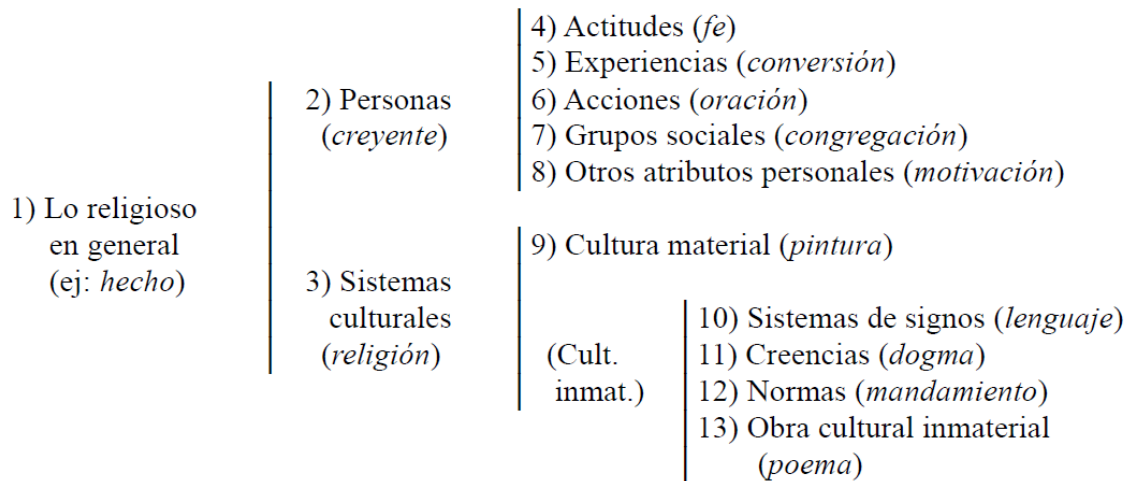 1) Lo religioso
en general
(ej: hecho)
2) Personas
(creyente)
4) Actitudes (fe)
5) Experiencias (conversión)
6) Acciones (oración)
7) Grupos sociales (congregación)
8) Otros atributos personales (motivación)
3) Sistemas
culturales
(religión)
9) Cultura material (pintura)
(Cult.
inmat.)
10) Sistemas de signos (lenguaje)
11) Creencias (dogma)
12) Normas (mandamiento)
13) Obra cultural inmaterial
(poema)